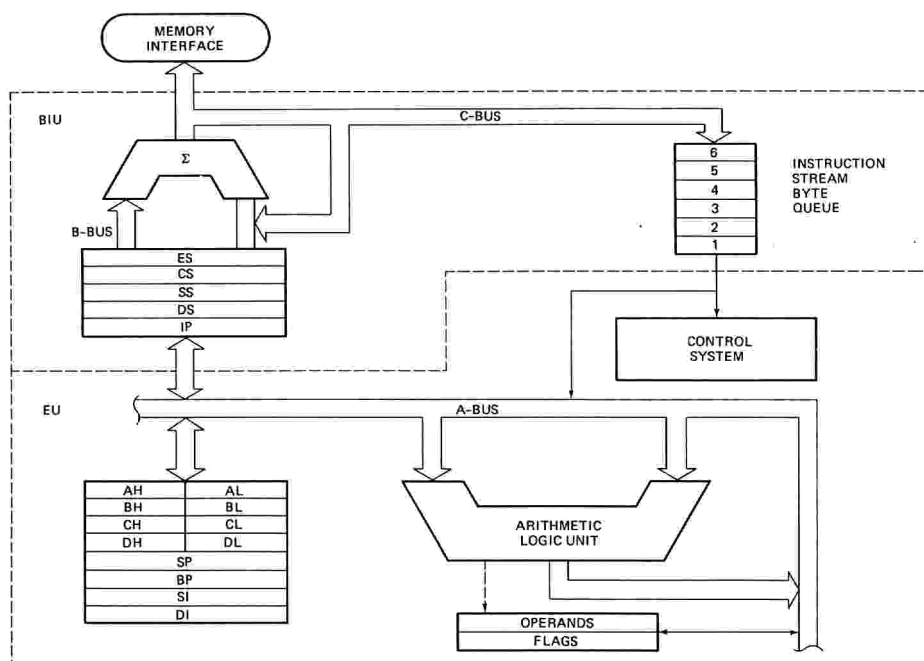 MEMORY
INTERFACE
BIU
C-BUS
Σ
B-BUS
6
5
4
3
2
1
INSTRUCTION
STREAM
BYTE
QUEUE
ES
CS
SS
DS
IP
CONTROL
SYSTEM
EU
A-BUS
AH AL
BH BL
CH CL
DH DL
SP
BP
SI
DI
ARITHMETIC
LOGIC UNIT
OPERANDS
FLAGS